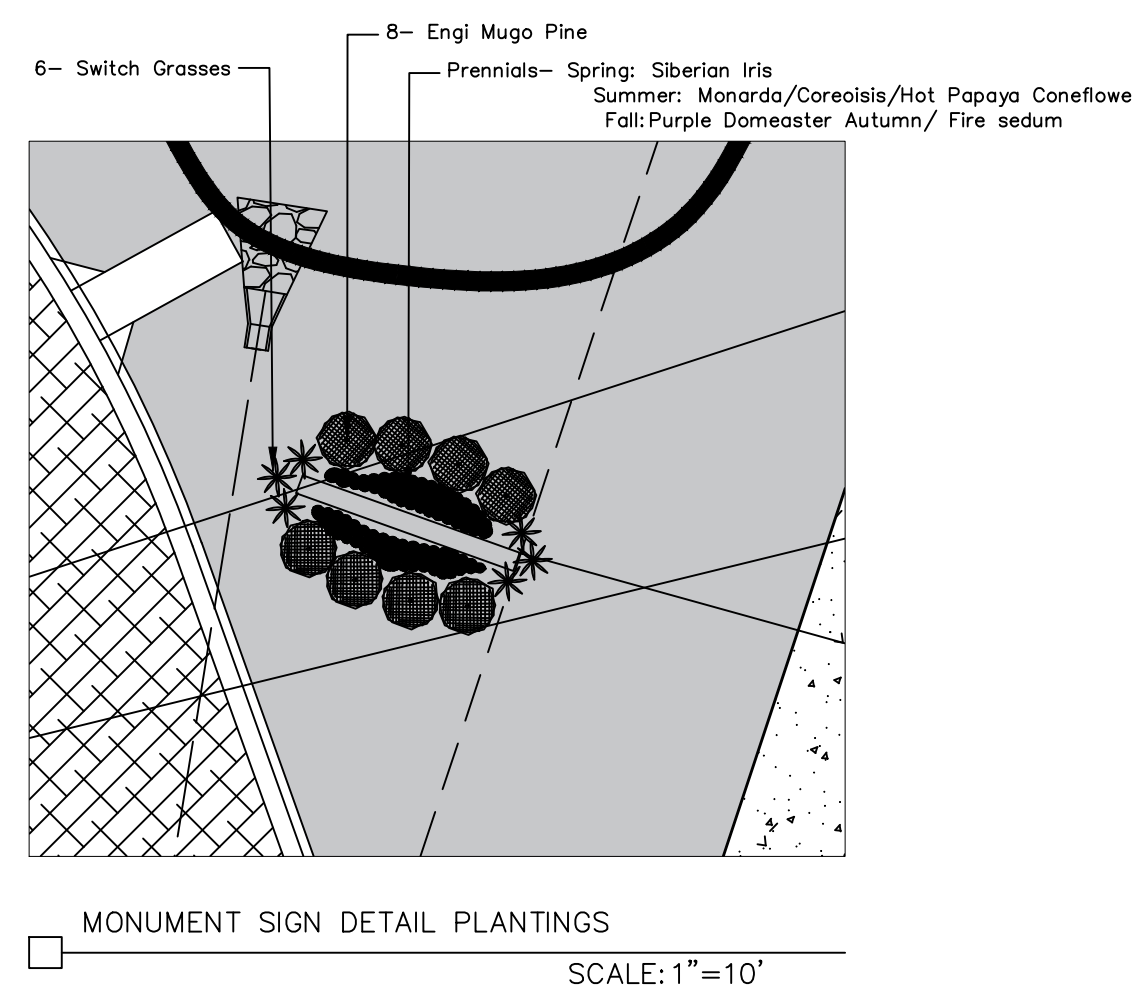 8- Engi Mugo Pine
6- Switch Grasses
Prennials- Spring: Siberian Iris
Summer: Monarda/Coreoisis/Hot Papaya Coneflowe
Fall:Purple Domeaster Autumn/ Fire sedum
MONUMENT SIGN DETAIL PLANTINGS
SCALE:1”=10’